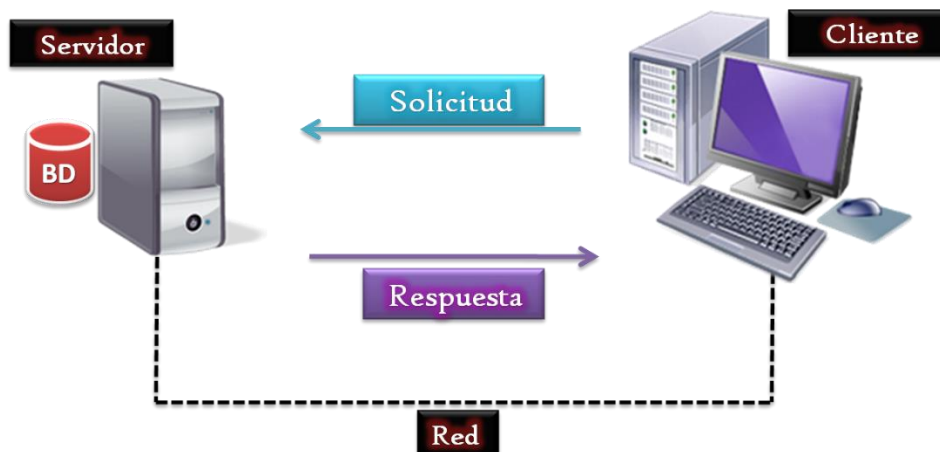 Servidor
Cliente
Solicitud
BD
Respuesta
Red